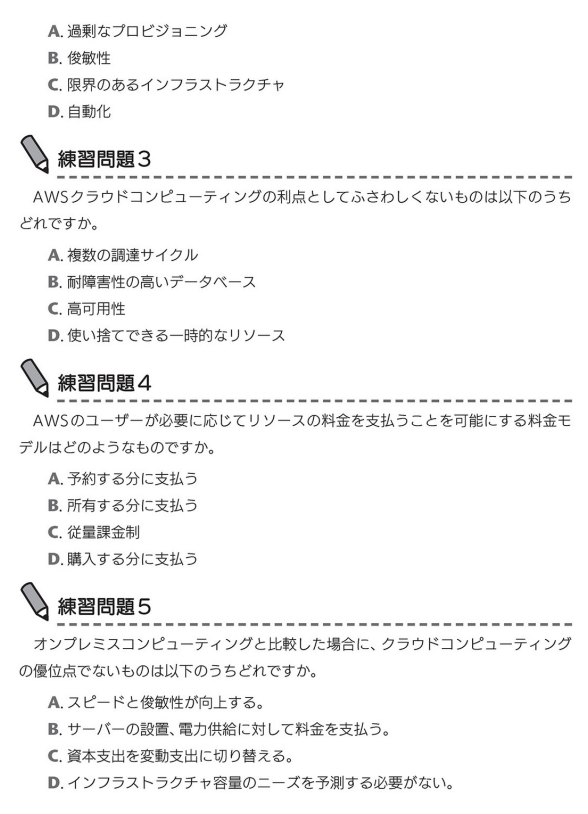 A. 過剰なプロビジョニング
B. 俊敏性
C. 限界のあるインフラストラクチャ
D. 自動化
練習問題3
AWSクラウドコンピューティングの利点としてふさわしくないものは以下のうち
どれですか。
A. 複数の調達サイクル
B. 耐障害性の高いデータベース
C. 高可用性
D. 使い捨てできる一時的なリソース
練習問題4
AWSのユーザーが必要に応じてリソースの料金を支払うことを可能にする料金モ
デルはどのようなものですか。
A. 予約する分に支払う
B. 所有する分に支払う
C. 従量課金制
D. 購入する分に支払う
練習問題5
オンプレミスコンピューティングと比較した場合に、クラウドコンピューティング
の優位点でないものは以下のうちどれですか。
A. スピードと俊敏性が向上する。
B. サーバーの設置、電力供給に対して料金を支払う。
C. 資本支出を変動支出に切り替える。
D. インフラストラクチャ容量のニーズを予測する必要がない。